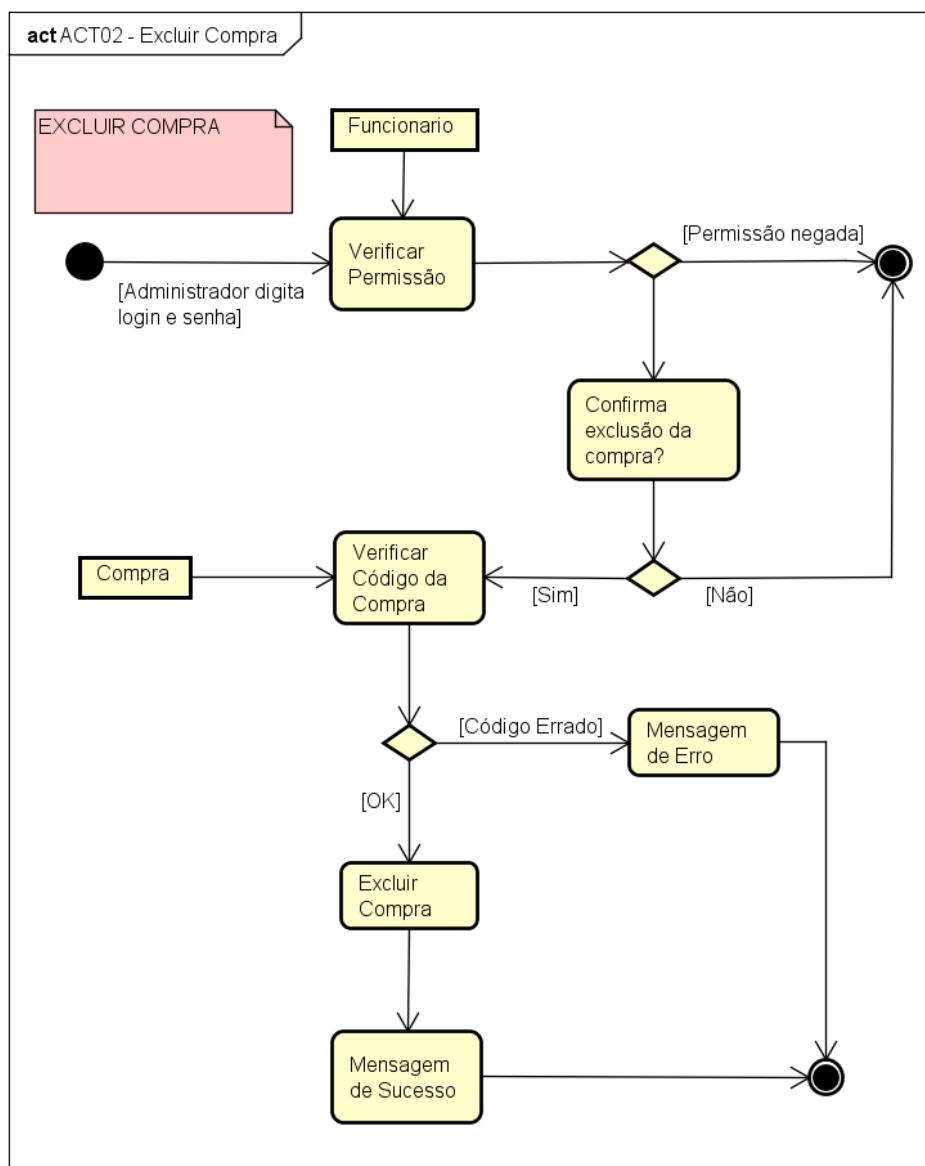 act ACT02 - Excluir Compra
EXCLUIR COMPRA
Funcionario
Verificar
Permissão
[Permissão negada]
[Administrador digita
login e senha]
Confirma
exclusão da
compra?
Compra
Verificar
Código da
Compra
[Sim]
[Não]
[Código Errado]
Mensagem
de Erro
[OK]
Excluir
Compra
Mensagem
de Sucesso